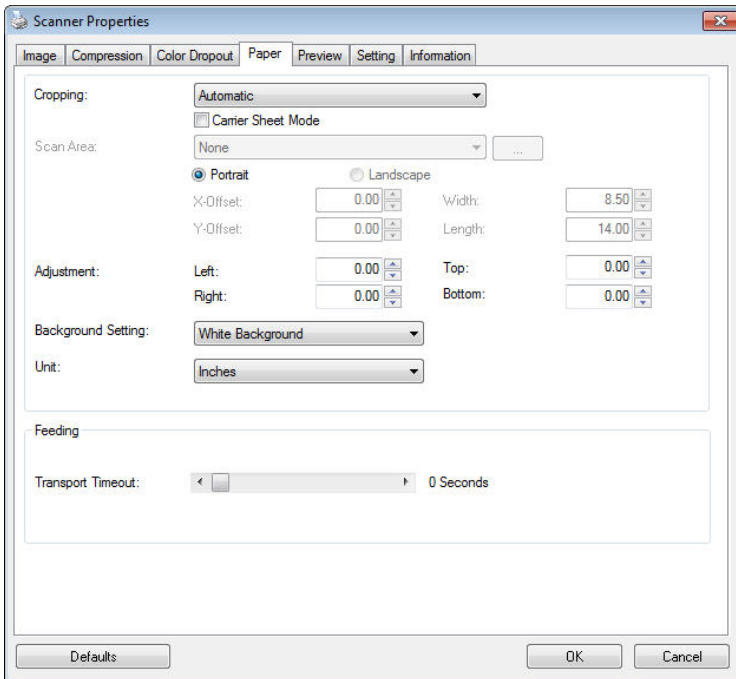 Scanner Properties
Image Compression Color Dropout Paper Preview Setting Information
Cropping: Automatic
Carrier Sheet Mode
Scan Area: None ...
Portrait Landscape
X-Offset: 0.00 Width: 8.50
Y-Offset: 0.00 Length: 14.00
Adjustment: Left: 0.00 Top: 0.00
Right: 0.00 Bottom: 0.00
Background Setting: White Background
Unit: Inches
Feeding
Transport Timeout: 0 Seconds
Defaults OK Cancel